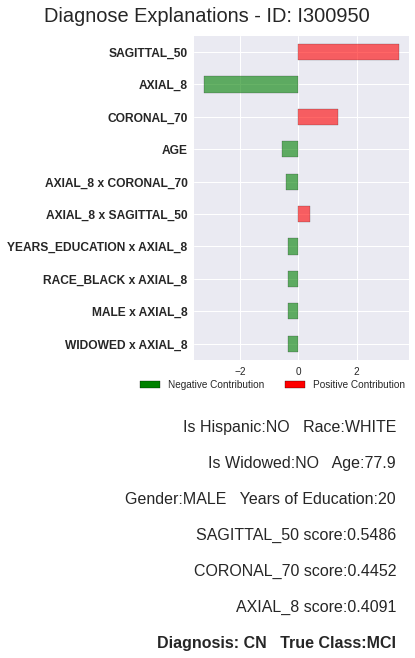 Diagnose Explanations - ID: I300950
SAGITTAL_50
AXIAL_8
CORONAL_70
AGE
AXIAL_8 x CORONAL_70
AXIAL_8 x SAGITTAL_50
YEARS_EDUCATION x AXIAL_8
RACE_BLACK x AXIAL_8
MALE x AXIAL_8
WIDOWED x AXIAL_8
−2 0 2
Negative Contribution Positive Contribution
Is Hispanic:NO Race:WHITE
Is Widowed:NO Age:77.9
Gender:MALE Years of Education:20
SAGITTAL_50 score:0.5486
CORONAL_70 score:0.4452
AXIAL_8 score:0.4091
Diagnosis: CN True Class:MCI